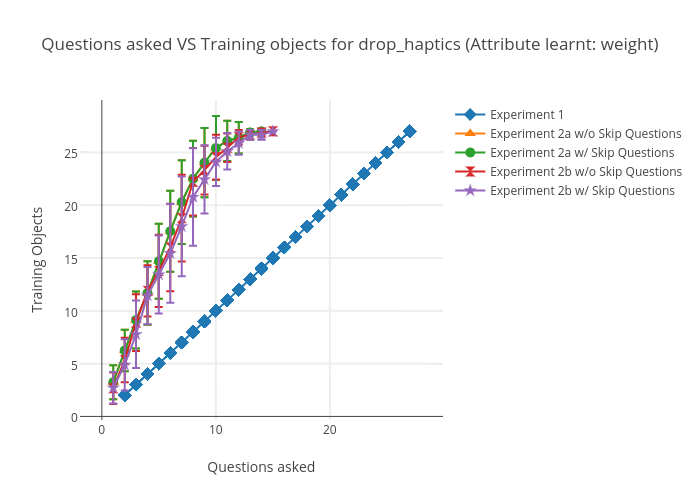 Questions asked VS Training objects for drop_haptics (Attribute learnt: weight)
Experiment 1
Experiment 2a w/o Skip Questions
Experiment 2a w/ Skip Questions
Experiment 2b w/o Skip Questions
Experiment 2b w/ Skip Questions
Training Objects
25
20
15
10
5
0
0
10
20
Questions asked